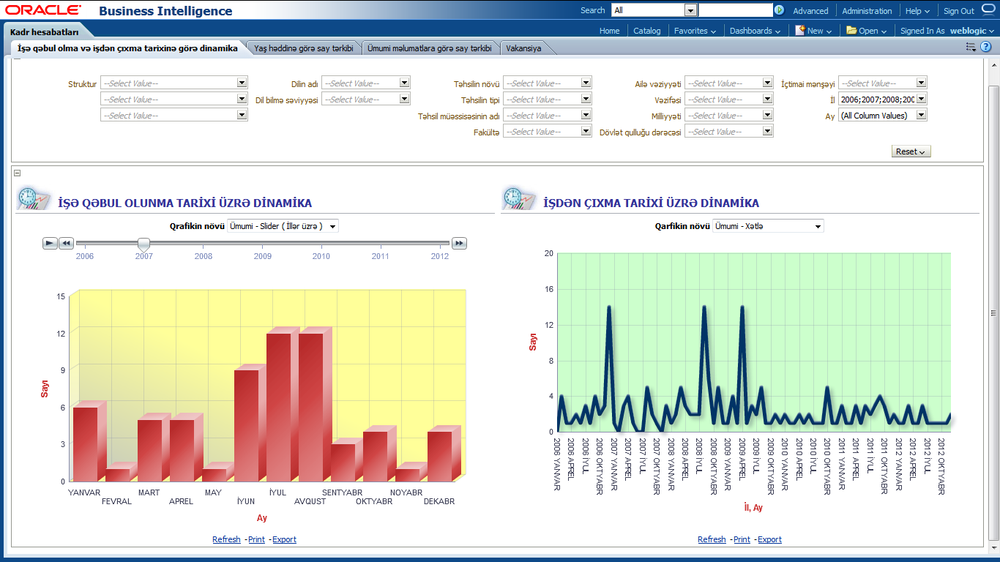 ORACLE Business Intelligence
Search All Advanced Administration Help Sign Out
Kadr hesabatları
Home Catalog Favorites Dashboards New Open Signed In As weblogic
İşə qəbul olma və işdən çıxma tarixinə görə dinamika Yaş həddinə görə say tərkibi Ümumi məlumatlara görə say tərkibi Vakansiya
Struktur --Select Value-- Dilin adı --Select Value-- Təhsilin növü --Select Value-- Ailə vəziyyəti --Select Value-- İçtimai mənşəyi --Select Value--
--Select Value-- Dil bilmə səviyyəsi --Select Value-- Təhsilin tipi --Select Value-- Vəzifəsi --Select Value-- İl 2006;2007;2008;200
--Select Value-- Təhsil müəssisəsinin adı --Select Value-- Milliyyəti --Select Value-- Ay (All Column Values)
Fakültə --Select Value-- Dövlət qulluğu dərəcəsi --Select Value--
Reset
İŞƏ QƏBUL OLUNMA TARİXİ ÜZRƏ DİNAMİKA
Qrafikin növü Ümumi - Slider ( İllər üzrə )
2006 2007 2008 2009 2010 2011 2012
15
12
9
6
3
0
Sayı
YANVAR FEVRAL MART APREL MAY İYUN İYUL AVQUST SENTYABR OKTYABR NOYABR DEKABR
Ay
Refresh -Print -Export
İŞDƏN ÇIXMA TARİXİ ÜZRƏ DİNAMİKA
Qarfikin növü Ümumi - Xətlə
20
16
12
8
4
0
Sayı
2006 YANVAR
2006 APREL
2006 İYUL
2006 OKTYABR
2007 YANVAR
2007 APREL
2007 İYUL
2007 OKTYABR
2008 YANVAR
2008 APREL
2008 İYUL
2008 OKTYABR
2009 YANVAR
2009 APREL
2009 İYUL
2009 OKTYABR
2010 YANVAR
2010 APREL
2010 İYUL
2010 OKTYABR
2011 YANVAR
2011 APREL
2011 İYUL
2011 OKTYABR
2012 YANVAR
2012 APREL
2012 İYUL
2012 OKTYABR
İl, Ay
Refresh -Print -Export